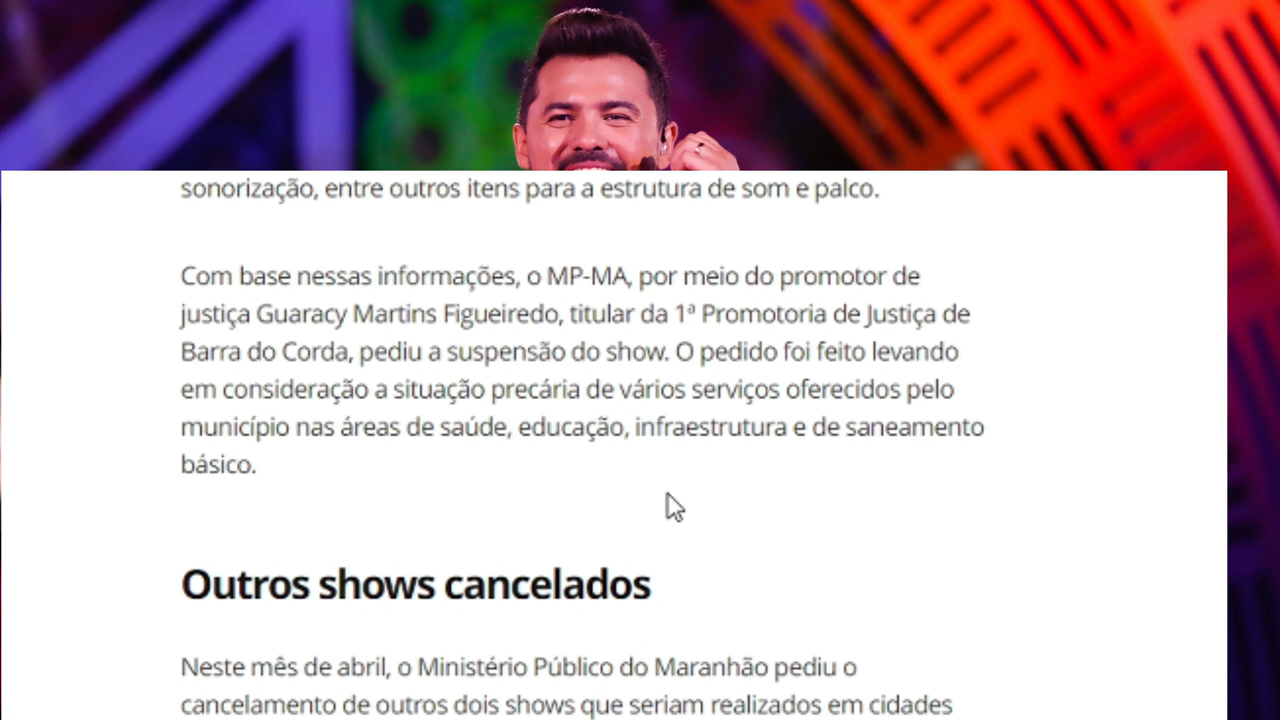 sonorização, entre outros itens para a estrutura de som e palco.
Com base nessas informações, o MP-MA, por meio do promotor de
justiça Guaracy Martins Figueiredo, titular da 1ª Promotoria de Justiça de
Barra do Corda, pediu a suspensão do show. O pedido foi feito levando
em consideração a situação precária de vários serviços oferecidos pelo
município nas áreas de saúde, educação, infraestrutura e de saneamento
básico.
Outros shows cancelados
Neste mês de abril, o Ministério Público do Maranhão pediu o
cancelamento de outros dois shows que seriam realizados em cidades